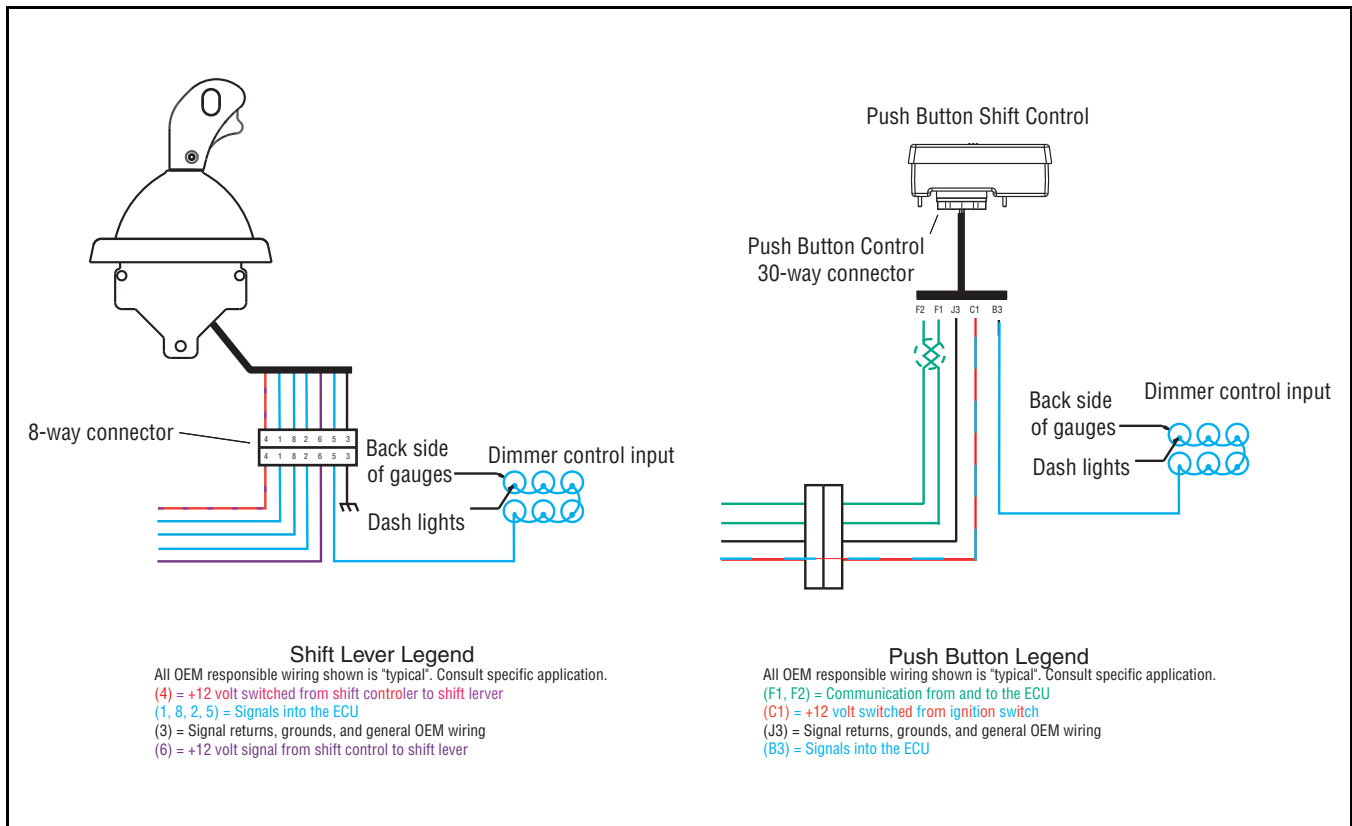 Push Button Shift Control
Push Button Control
30-way connector
F2 F1 J3 C1 B3
8-way connector
4 1 8 2 6 5 3
4 1 8 2 6 5 3
Back side
of gauges
Dimmer control input
Dash lights
Back side
of gauges
Dimmer control input
Dash lights
Shift Lever Legend
All OEM responsible wiring shown is "typical". Consult specific application.
(4) = +12 volt switched from shift controler to shift lerver
(1, 8, 2, 5) = Signals into the ECU
(3) = Signal returns, grounds, and general OEM wiring
(6) = +12 volt signal from shift control to shift lever
Push Button Legend
All OEM responsible wiring shown is "typical". Consult specific application.
(F1, F2) = Communication from and to the ECU
(C1) = +12 volt switched from ignition switch
(J3) = Signal returns, grounds, and general OEM wiring
(B3) = Signals into the ECU